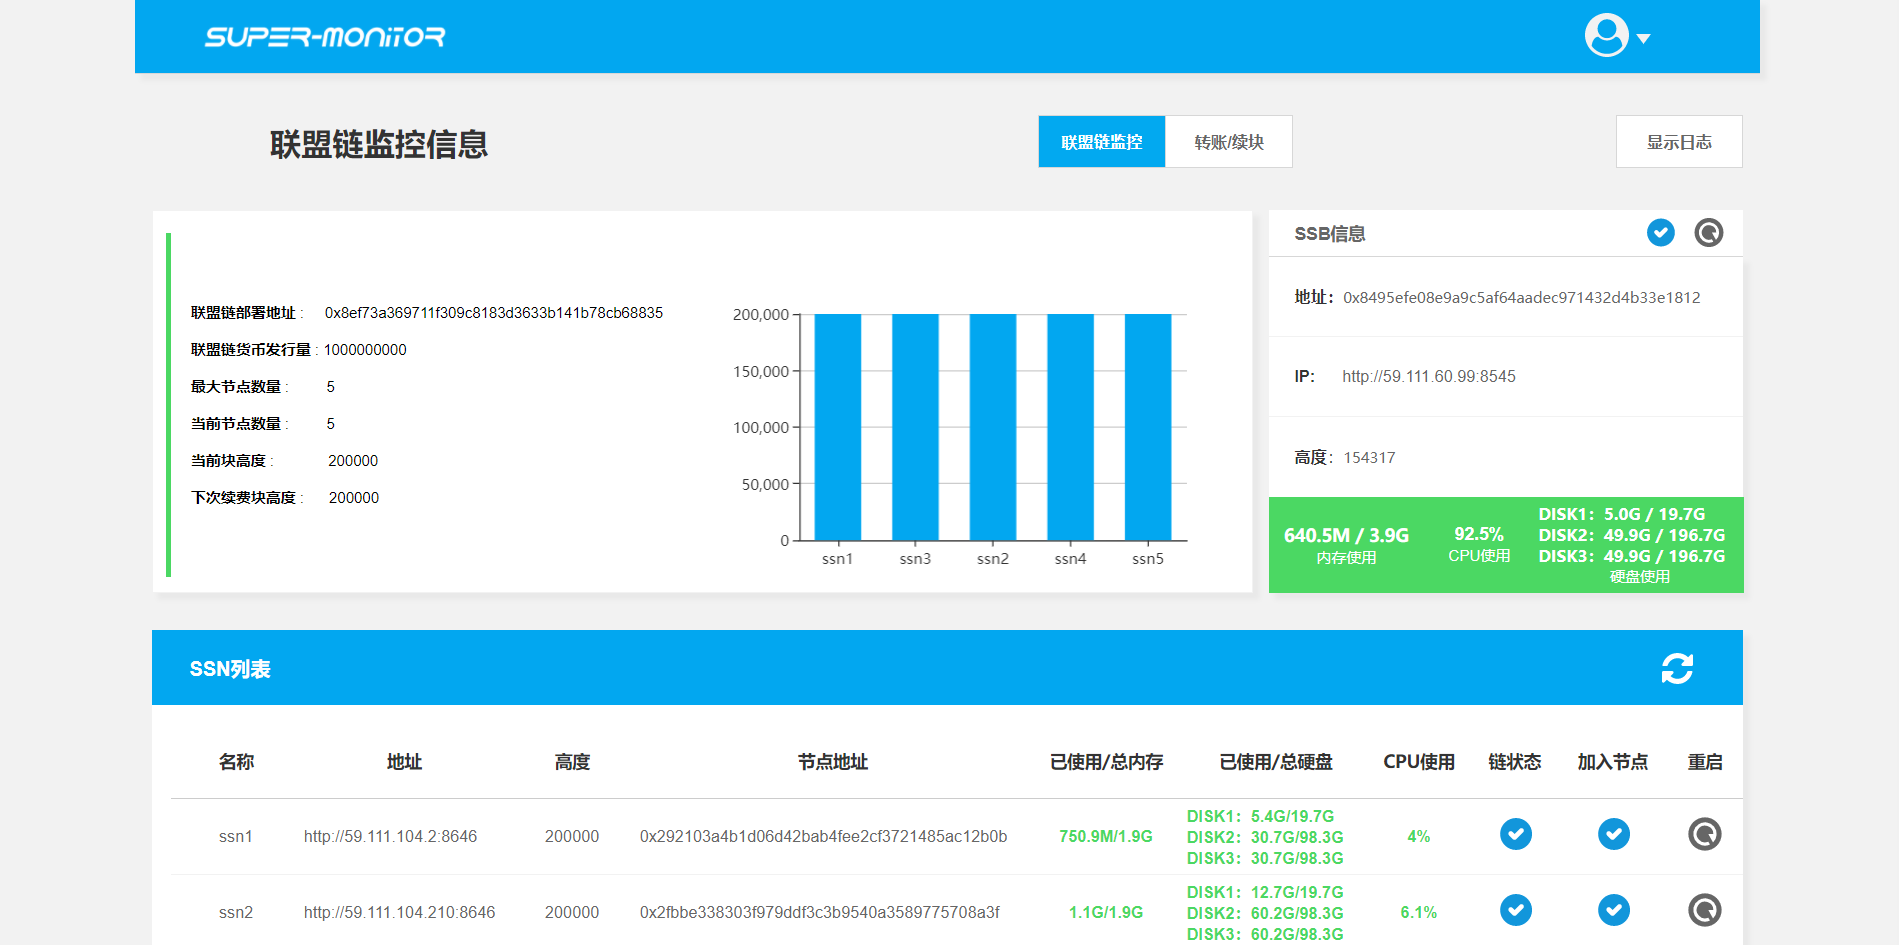 SUPER-MONITOR
联盟链监控信息
联盟链监控 转账/续块
显示日志
联盟链部署地址 : 0x8ef73a369711f309c8183d3633b141b78cb68835
联盟链货币发行量 : 1000000000
最大节点数量 : 5
当前节点数量 : 5
当前块高度 : 200000
下次续费块高度 : 200000
200,000
150,000
100,000
50,000
0
ssn1 ssn3 ssn2 ssn4 ssn5
SSB信息
地址： 0x8495efe08e9a9c5af64aadec971432d4b33e1812
IP: http://59.111.60.99:8545
高度： 154317
640.5M / 3.9G
内存使用
92.5%
CPU使用
DISK1： 5.0G / 19.7G
DISK2： 49.9G / 196.7G
DISK3： 49.9G / 196.7G
硬盘使用
SSN列表
名称 地址 高度 节点地址 已使用/总内存 已使用/总硬盘 CPU使用 链状态 加入节点 重启
ssn1 http://59.111.104.2:8646 200000 0x292103a4b1d06d42bab4fee2cf3721485ac12b0b 750.9M/1.9G
DISK1： 5.4G/19.7G
DISK2： 30.7G/98.3G
DISK3： 30.7G/98.3G
4%
ssn2 http://59.111.104.210:8646 200000 0x2fbbe338303f979ddf3c3b9540a3589775708a3f 1.1G/1.9G
DISK1： 12.7G/19.7G
DISK2： 60.2G/98.3G
DISK3： 60.2G/98.3G
6.1%